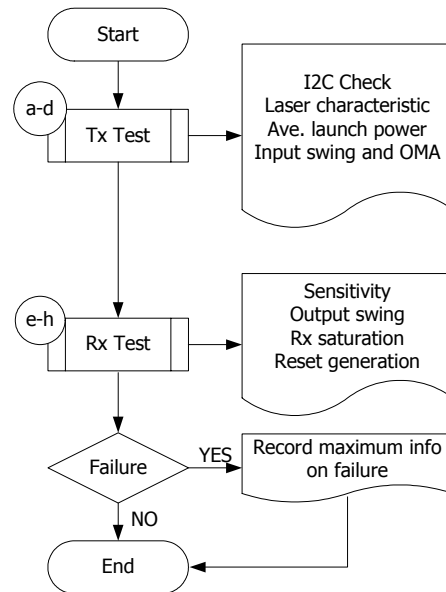 Start
a-d
Tx Test
I2C Check
Laser characteristic
Ave. launch power
Input swing and OMA
e-h
Rx Test
Sensitivity
Output swing
Rx saturation
Reset generation
Failure
YES
Record maximum info
on failure
NO
End